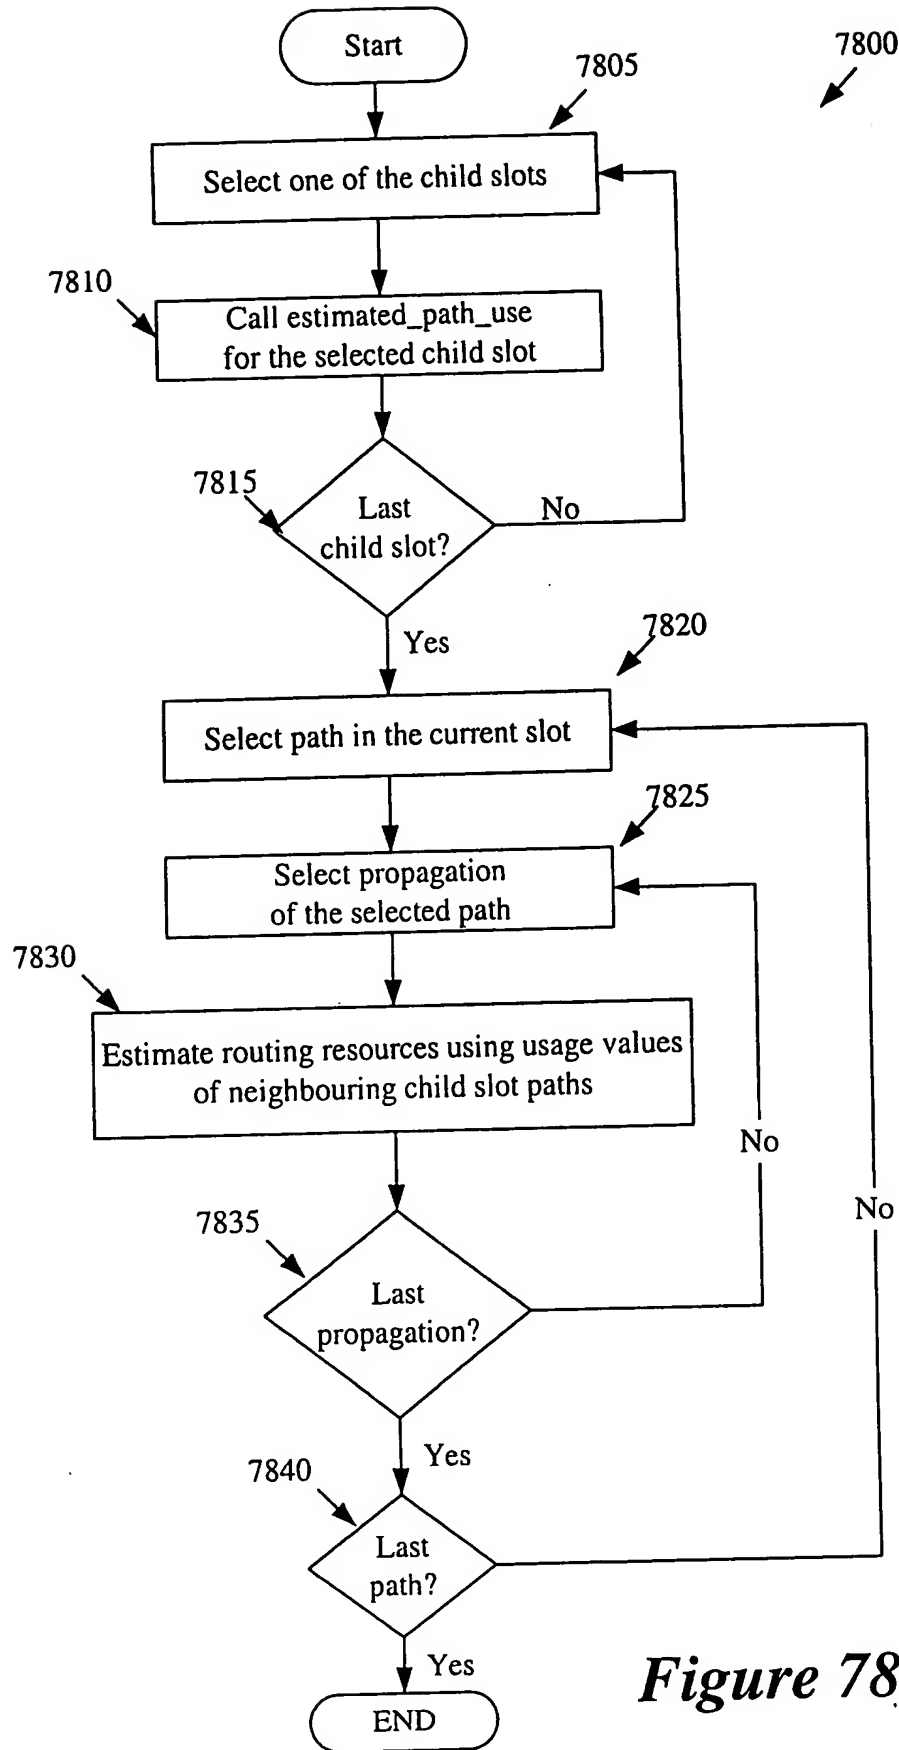 Start
7800
7805
Select one of the child slots
7810
Call estimated_path_use
for the selected child slot
7815
Last
child slot?
No
Yes
7820
Select path in the current slot
7825
Select propagation
of the selected path
7830
Estimate routing resources using usage values
of neighbouring child slot paths
No
No
7835
Last
propagation?
Yes
7840
Last
path?
Yes
END
Figure 78